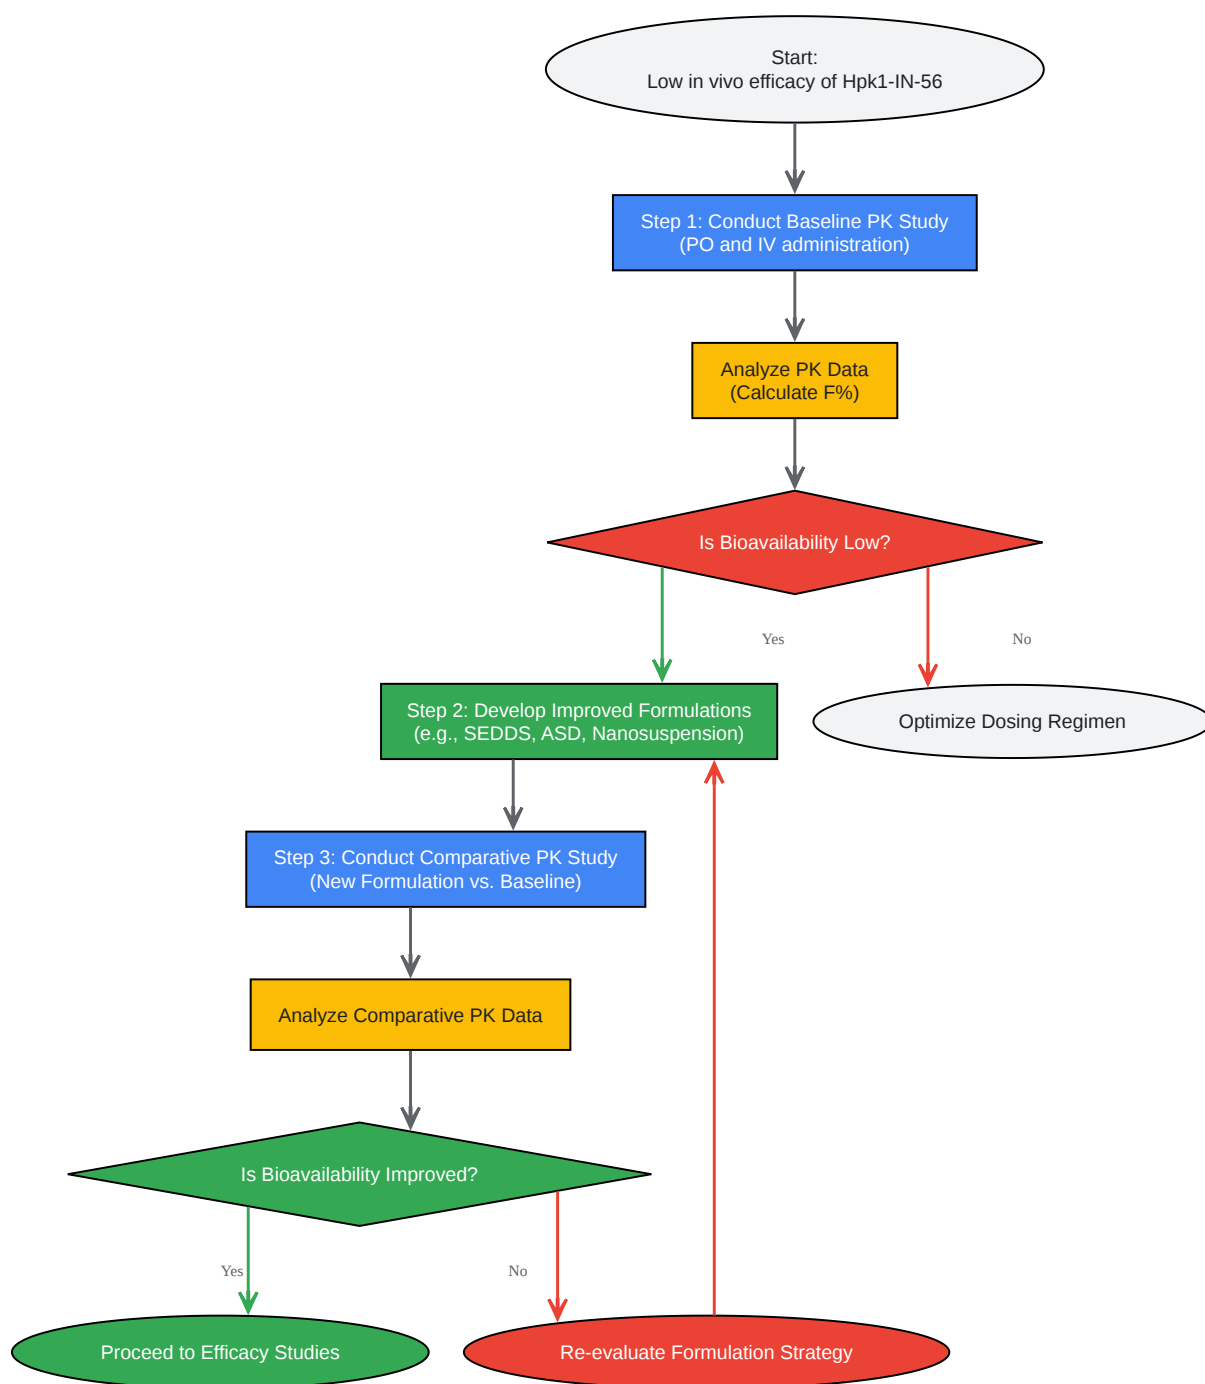 Start:
Low in vivo efficacy of Hpk1-IN-56
Step 1: Conduct Baseline PK Study
(PO and IV administration)
Analyze PK Data
(Calculate F%)
Is Bioavailability Low?
Yes
No
Step 2: Develop Improved Formulations
(e.g., SEDDS, ASD, Nanosuspension)
Optimize Dosing Regimen
Step 3: Conduct Comparative PK Study
(New Formulation vs. Baseline)
Analyze Comparative PK Data
Is Bioavailability Improved?
Yes
No
Proceed to Efficacy Studies
Re-evaluate Formulation Strategy